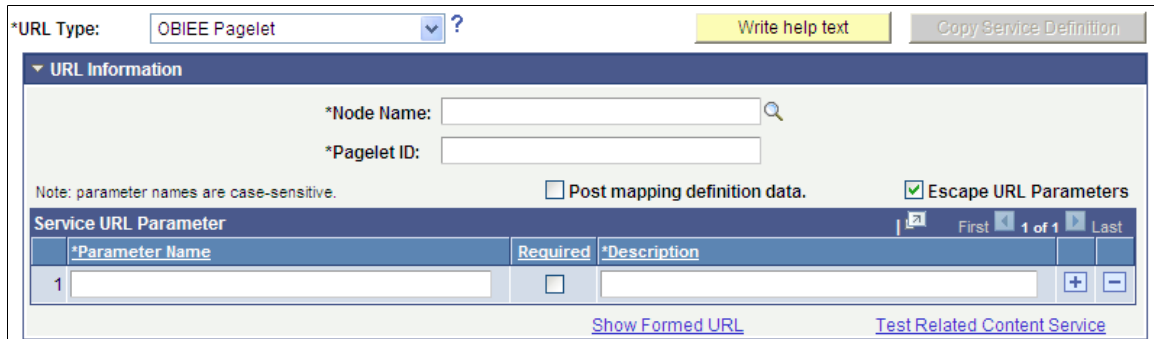 *URL Type: OBIEE Pagelet ? Write help text Copy Service Definition
URL Information
*Node Name:
*Pagelet ID:
Note: parameter names are case-sensitive. Post mapping definition data. Escape URL Parameters
Service URL Parameter | First 1 of 1 Last
*Parameter Name Required *Description
1
Show Formed URL Test Related Content Service